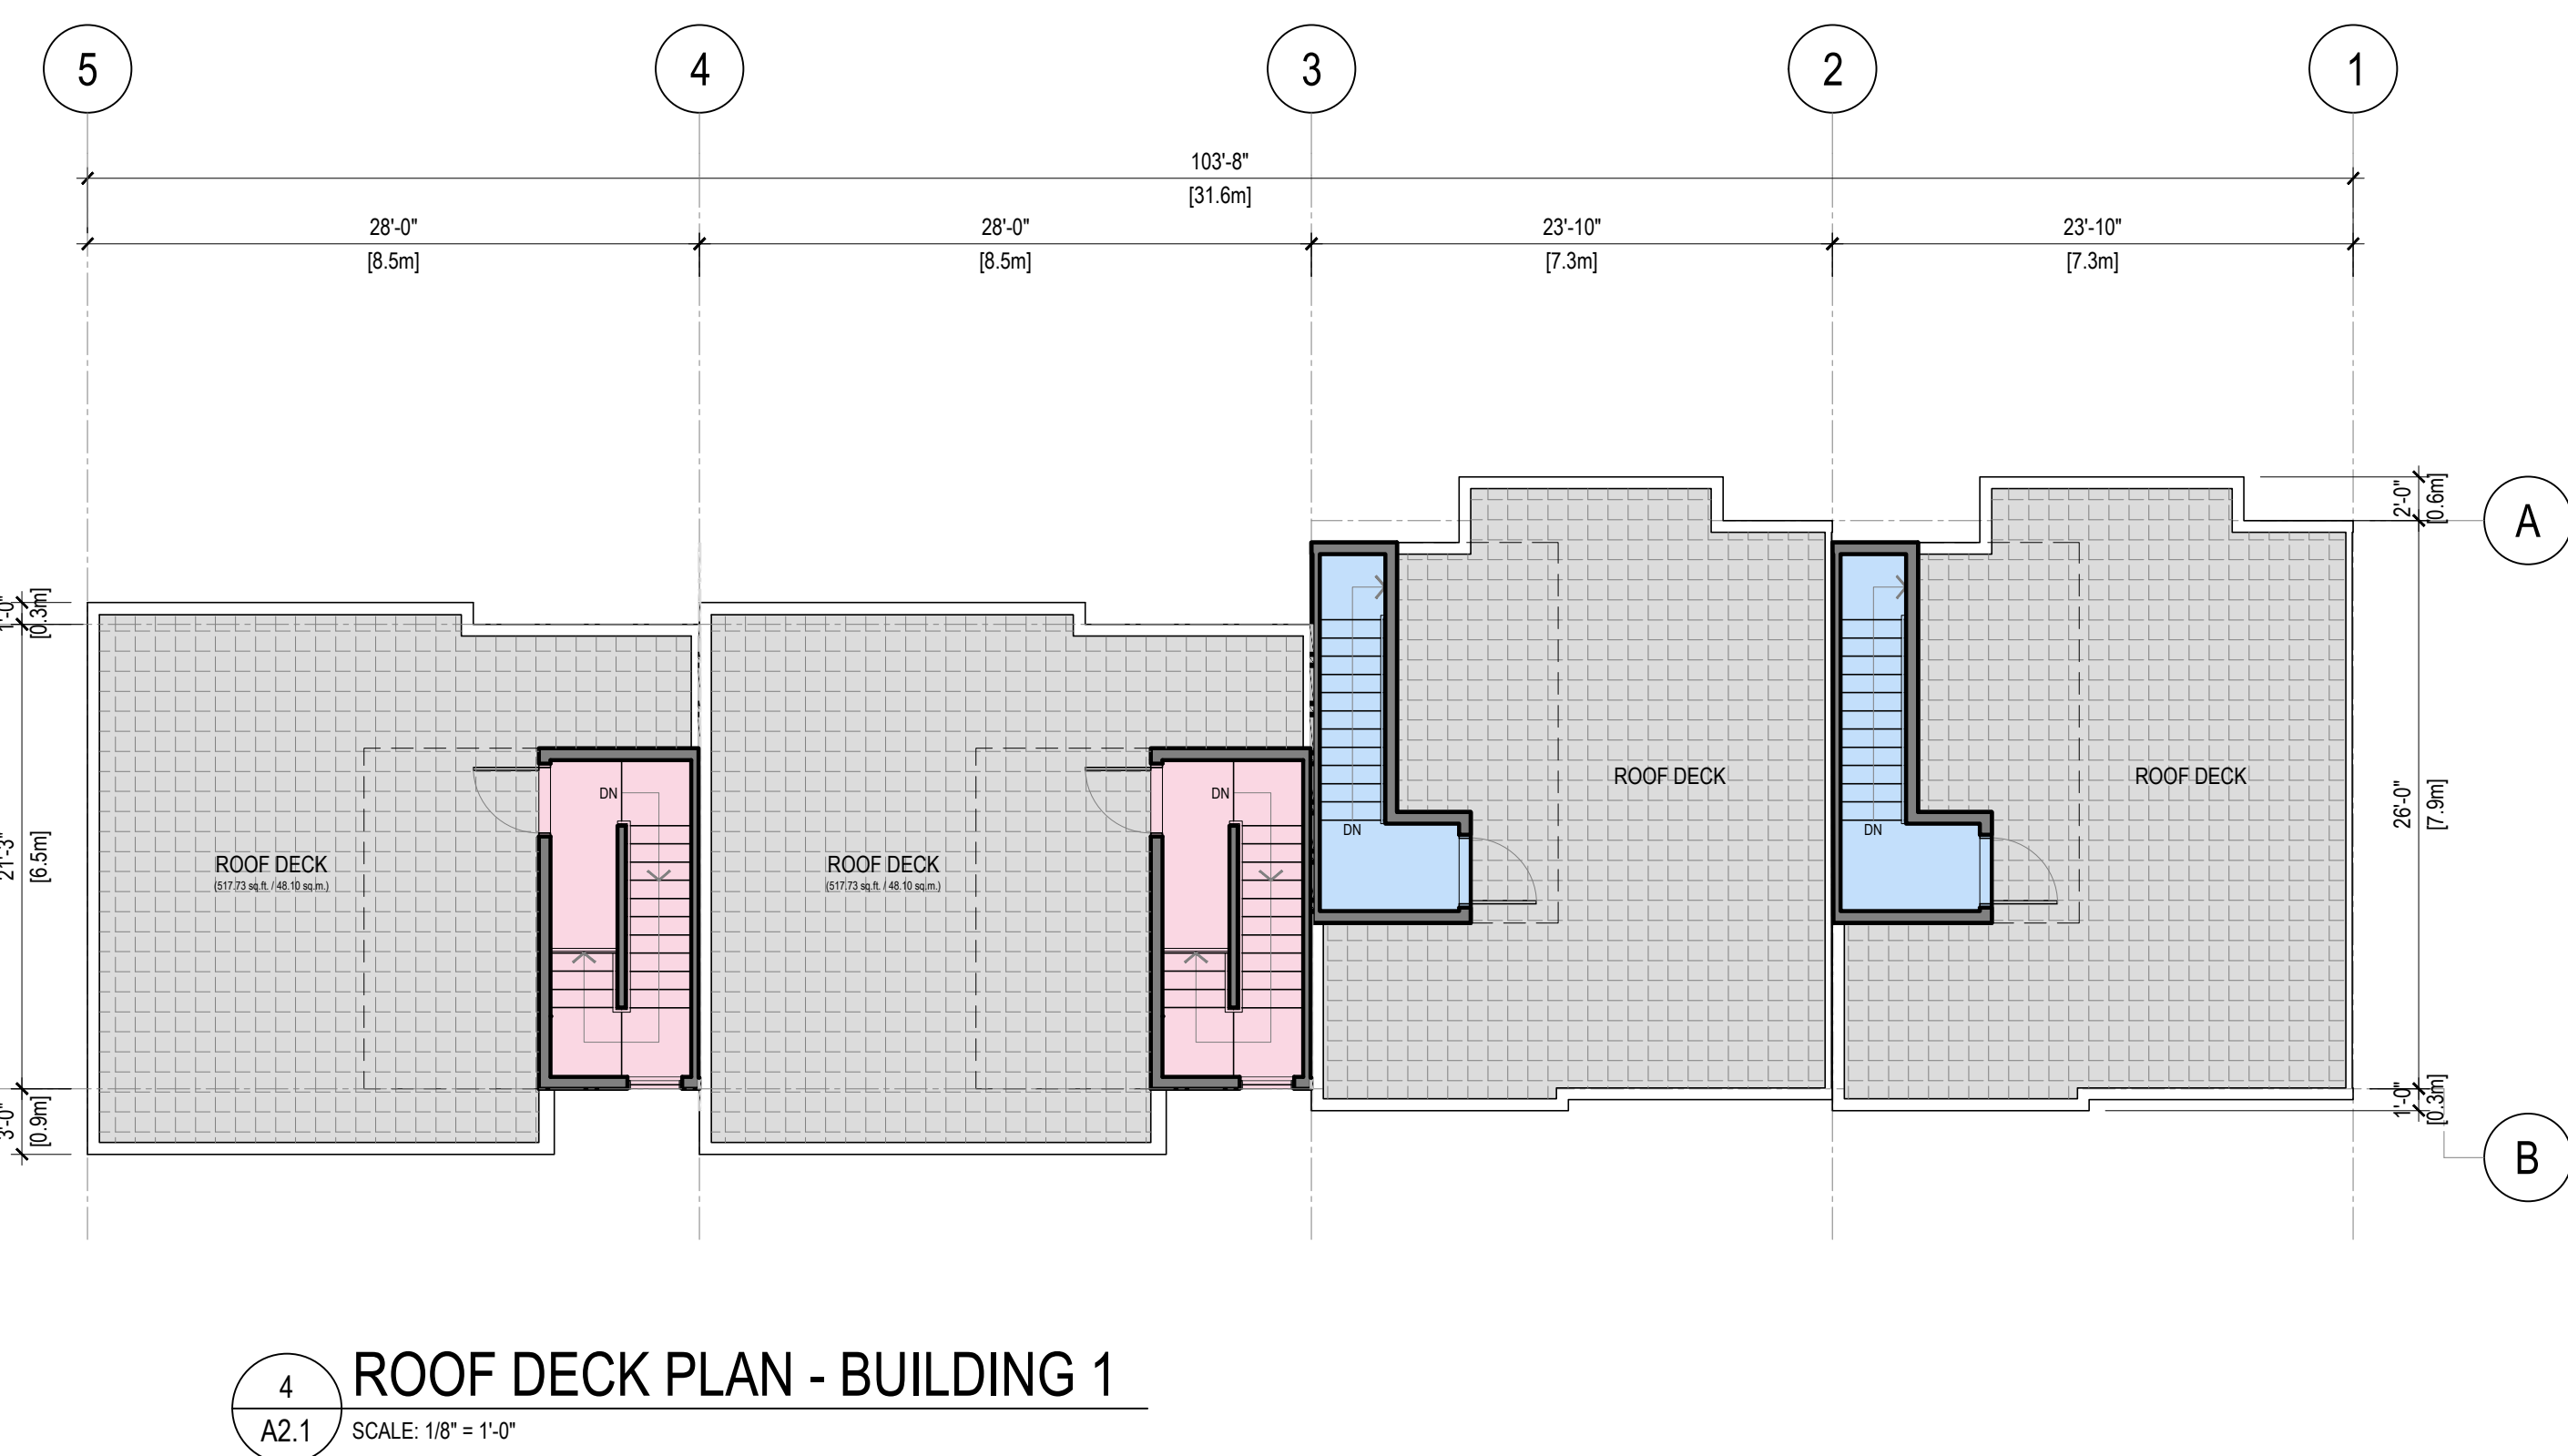 5
4
3
2
1
103'-8"
[31.6m]
28'-0"
28'-0"
23'-10"
23'-10"
[8.5m]
[8.5m]
[7.3m]
[7.3m]
2'-0"
[0.6m]
A
[0.3m]
ROOF DECK
ROOF DECK
DN
DN
26'-0"
[7.9m]
DN
DN
21'-3"
[6.5m]
ROOF DECK
(517.73 sq.ft. / 48.10 sq.m.)
ROOF DECK
(517.73 sq.ft. / 48.10 sq.m.)
3'-0"
[0.9m]
1'-0"
[0.3m]
B
4
A2.1
ROOF DECK PLAN - BUILDING 1
SCALE: 1/8" = 1'-0"